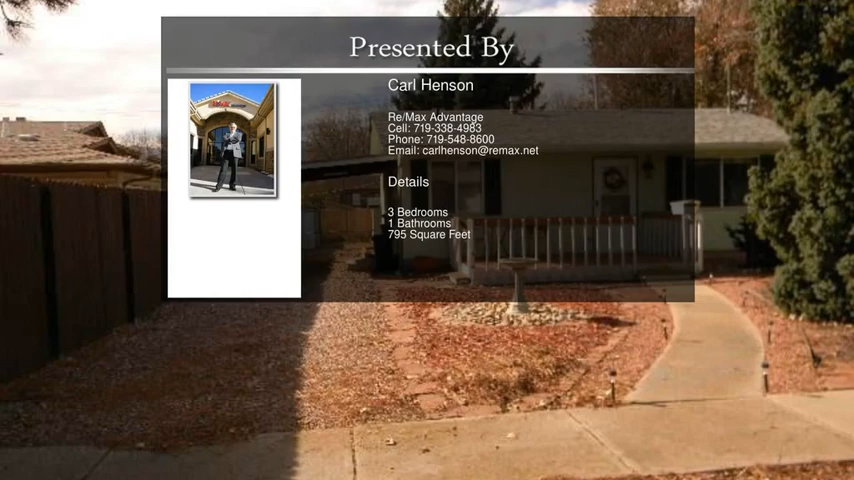 Presented By
Carl Henson
Re/Max Advantage
Cell: 719-338-4983
Phone: 719-548-8600
Email: carlhenson@remax.net
Details
3 Bedrooms
1 Bathrooms
795 Square Feet